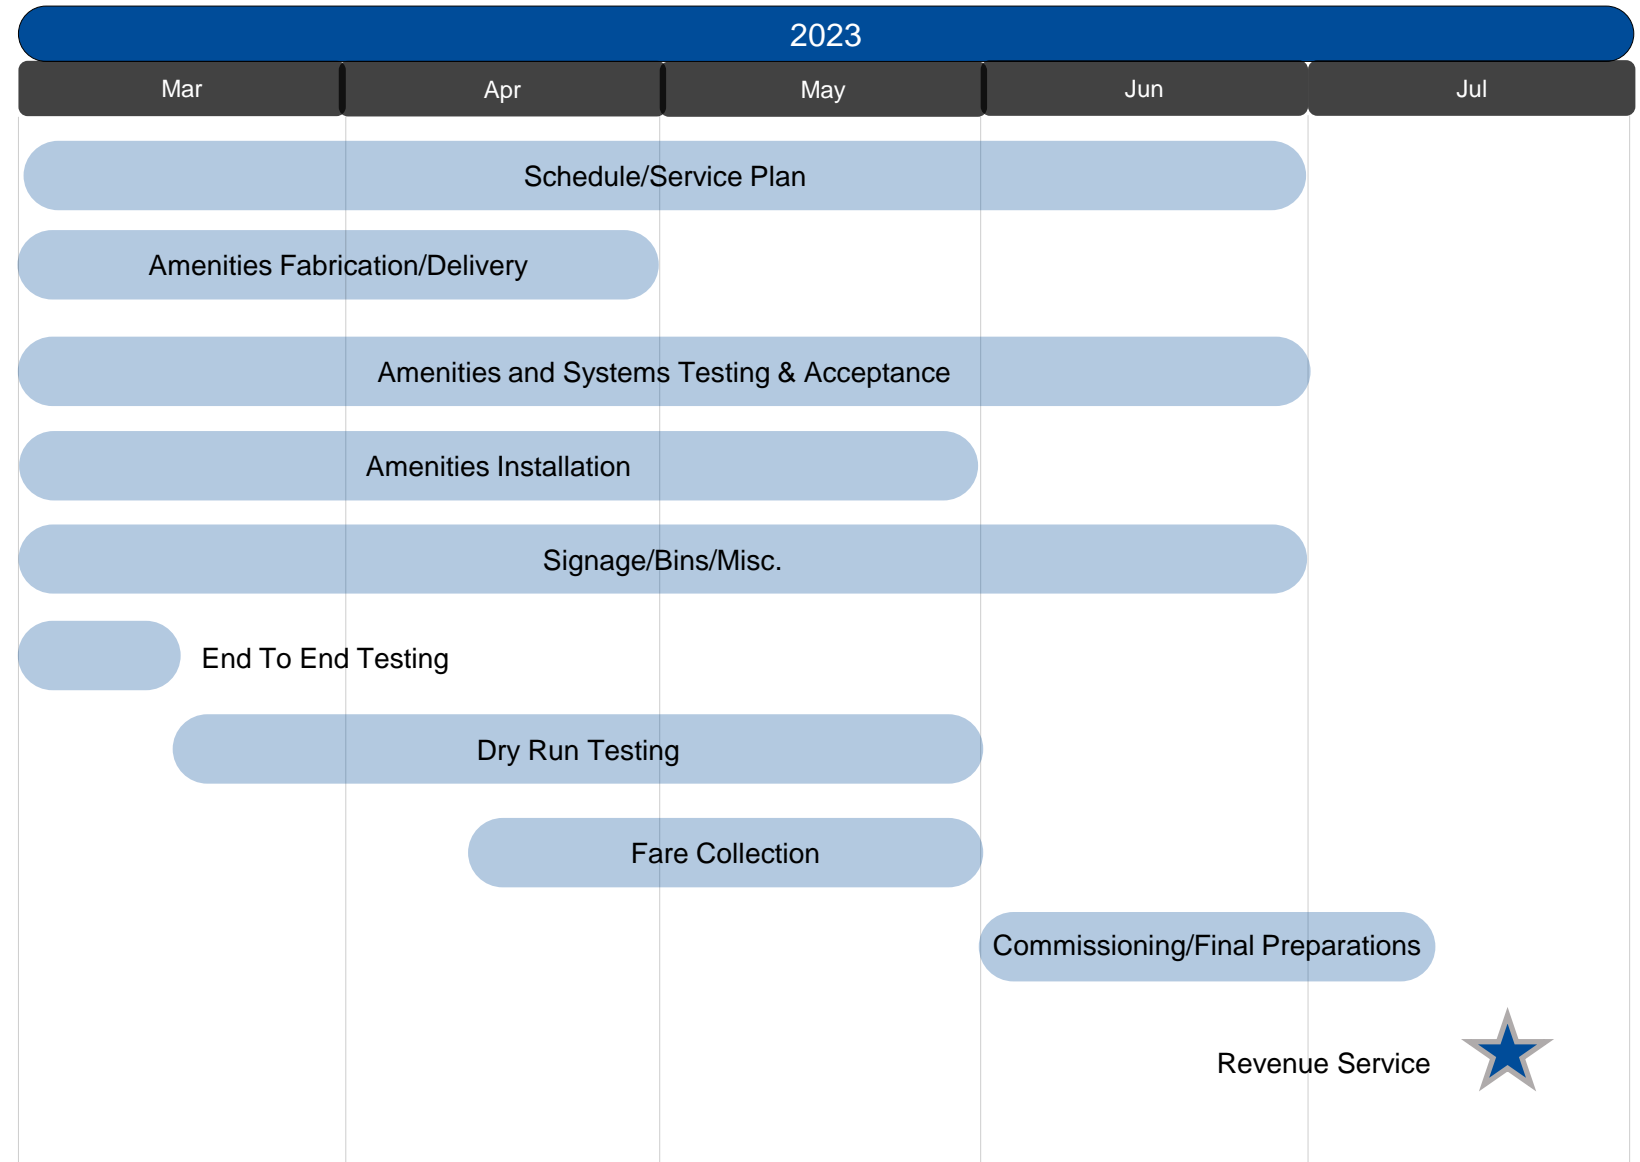 2023
Mar
Apr
May
Jun
Jul
Schedule/Service Plan
Amenities Fabrication/Delivery
Amenities and Systems Testing & Acceptance
Amenities Installation
Signage/Bins/Misc.
End To End Testing
Dry Run Testing
Fare Collection
Commissioning/Final Preparations
Revenue Service